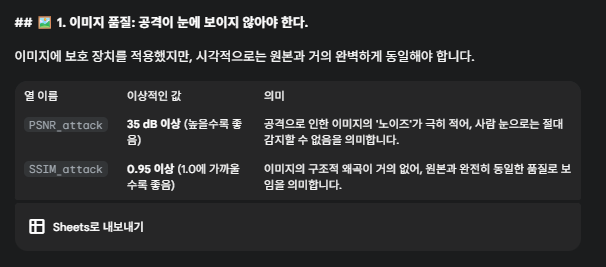 ## 🖼️ 1. 이미지 품질: 공격이 눈에 보이지 않아야 한다.
이미지에 보호 장치를 적용했지만, 시각적으로는 원본과 거의 완벽하게 동일해야 합니다.
열 이름 이상적인 값 의미
PSNR_attack 35 dB 이상 (높을수록 좋 공격으로 인한 이미지의 '노이즈'가 극히 적어, 사람 눈으로는 절대
음) 감지할 수 없음을 의미합니다.
SSIM_attack 0.95 이상 (1.0에 가까울 이미지의 구조적 왜곡이 거의 없어, 원본과 완전히 동일한 품질로 보
수록 좋음) 임을 의미합니다.
Sheets로 내보내기